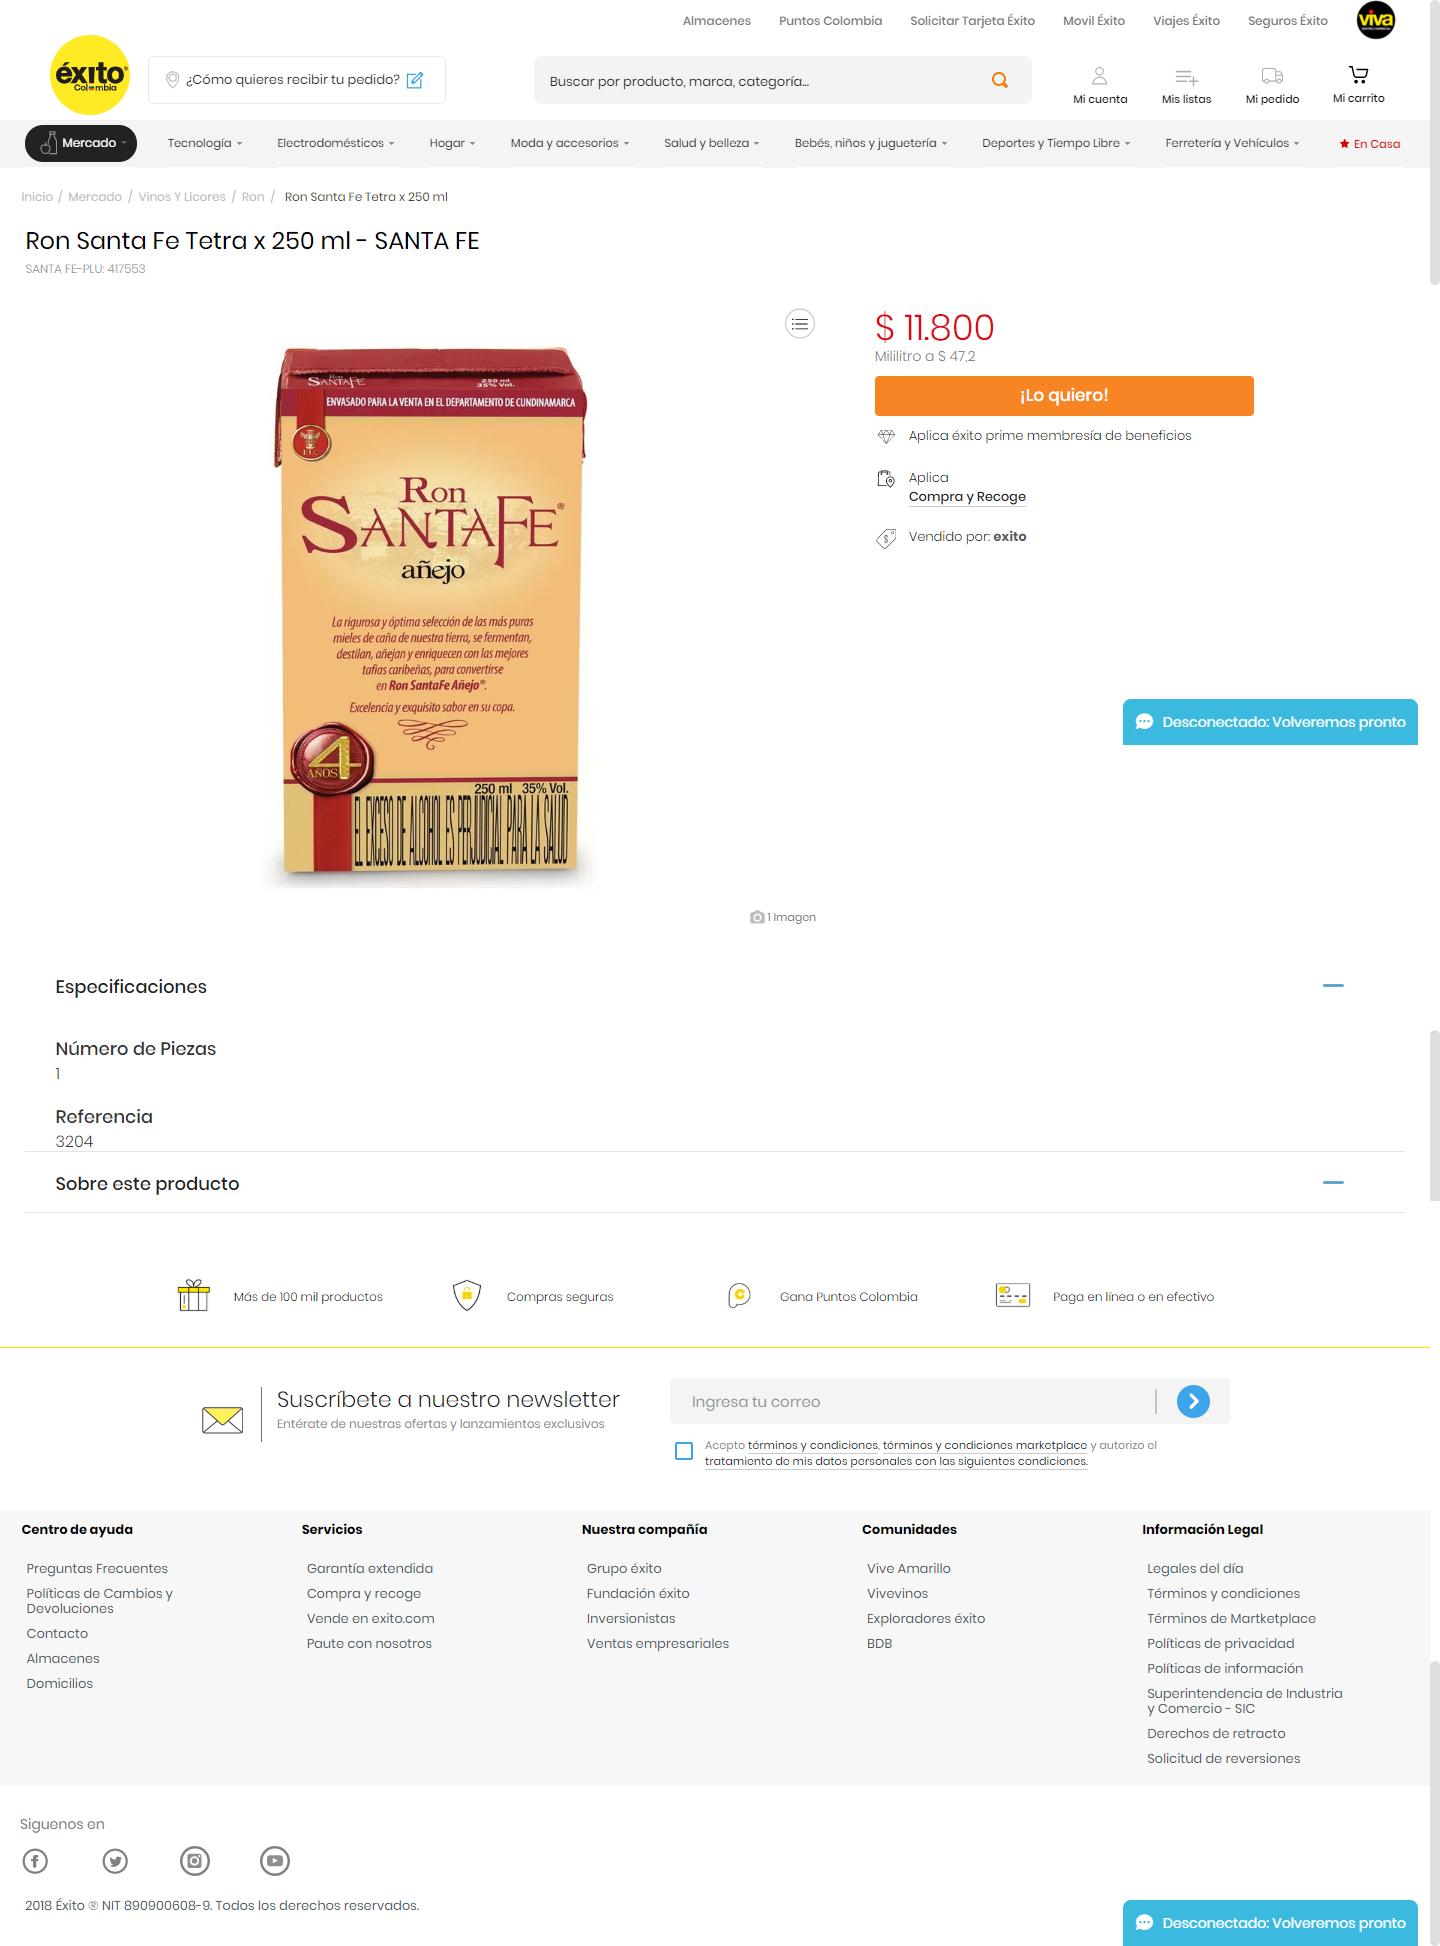 Almacenes Puntos Colombia Solicitar Tarjeta Éxito Movil Éxito Viajes Éxito Seguros Éxito viva
éxito
Colombia
¿Cómo quieres recibir tu pedido?
Buscar por producto, marca, categoría...
Mi cuenta Mis listas Mi pedido Mi carrito
Mercado Tecnología Electrodomésticos Hogar Moda y accesorios Salud y belleza Bebés, niños y juguetería Deportes y Tiempo Libre Ferretería y Vehículos En Casa
Inicio / Mercado / Vinos Y Licores / Ron / Ron Santa Fe Tetra x 250 ml
Ron Santa Fe Tetra x 250 ml - SANTA FE
SANTA FE-PLU: 417553
Ron
SANTAFE
250 ml
35% Vol.
ENVASADO PARA LA VENTA EN EL DEPARTAMENTO DE CUNDINAMARCA
Ron
SANTAFE®
añejo
La rigurosa y óptima selección de las más puras
mieles de caña de nuestra tierra, se fermentan,
destilan, añejan y enriquecen con las mejores
tafias caribeñas, para convertirse
en Ron SantaFe Añejo®.
Excelencia y exquisito sabor en su copa.
4
AÑOS
250 ml 35% Vol.
EL EXCESO DE ALCOHOL ES PERJUDICIAL PARA LA SALUD
1 Imagen
$ 11.800
Mililitro a $ 47,2
¡Lo quiero!
Aplica éxito prime membresía de beneficios
Aplica
Compra y Recoge
Vendido por: exito
Desconectado: Volveremos pronto
Especificaciones
Número de Piezas
1
Referencia
3204
Sobre este producto
Más de 100 mil productos Compras seguras Gana Puntos Colombia Paga en línea o en efectivo
Suscríbete a nuestro newsletter
Entérate de nuestras ofertas y lanzamientos exclusivos
Ingresa tu correo
Acepto términos y condiciones, términos y condiciones marketplace y autorizo el
tratamiento de mis datos personales con las siguientes condiciones.
Centro de ayuda
Preguntas Frecuentes
Políticas de Cambios y
Devoluciones
Contacto
Almacenes
Domicilios
Servicios
Garantía extendida
Compra y recoge
Vende en exito.com
Paute con nosotros
Nuestra compañía
Grupo éxito
Fundación éxito
Inversionistas
Ventas empresariales
Comunidades
Vive Amarillo
Vivevinos
Exploradores éxito
BDB
Información Legal
Legales del día
Términos y condiciones
Términos de Martketplace
Políticas de privacidad
Políticas de información
Superintendencia de Industria
y Comercio - SIC
Derechos de retracto
Solicitud de reversiones
Siguenos en
2018 Éxito ® NIT 890900608-9. Todos los derechos reservados.
Desconectado: Volveremos pronto